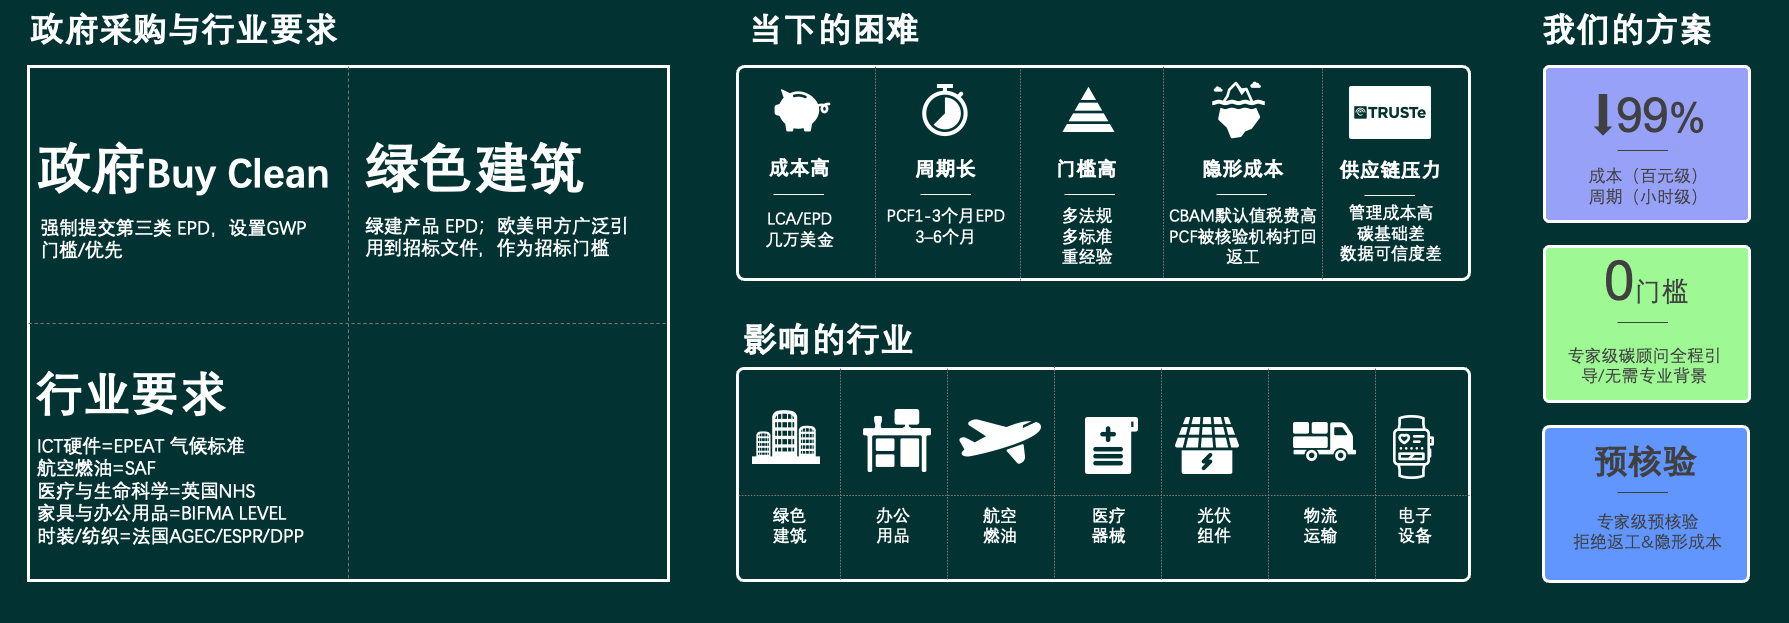 政府采购与行业要求
政府Buy Clean
强制提交第三类 EPD，设置GWP
门槛/优先
绿色建筑
绿建产品 EPD；欧美甲方广泛引
用到招标文件，作为招标门槛
行业要求
ICT硬件=EPEAT 气候标准
航空燃油=SAF
医疗与生命科学=英国NHS
家具与办公用品=BIFMA LEVEL
时装/纺织=法国AGEC/ESPR/DPP
当下的困难
成本高
LCA/EPD
几万美金
周期长
PCF1-3个月EPD
3–6个月
门槛高
多法规
多标准
重经验
隐形成本
CBAM默认值税费高
PCF被核验机构打回
返工
TRUSTe
供应链压力
管理成本高
碳基础差
数据可信度差
影响的行业
绿色
建筑
办公
用品
航空
燃油
医疗
器械
光伏
组件
物流
运输
电子
设备
我们的方案
⬇99%
成本（百元级）
周期（小时级）
0门槛
专家级碳顾问全程引
导/无需专业背景
预核验
专家级预核验
拒绝返工&隐形成本